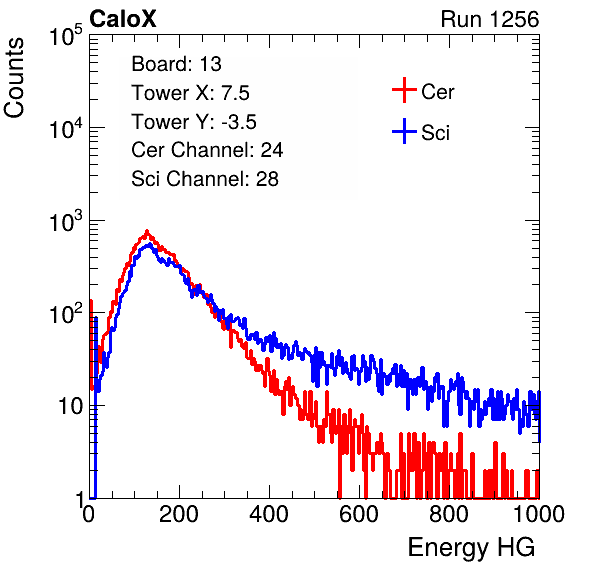 CaloX Run 1256
Counts
10^5
10^4
10^3
10^2
10
1
Board: 13
Tower X: 7.5
Tower Y: -3.5
Cer Channel: 24
Sci Channel: 28
Cer
Sci
0 200 400 600 800 1000
Energy HG